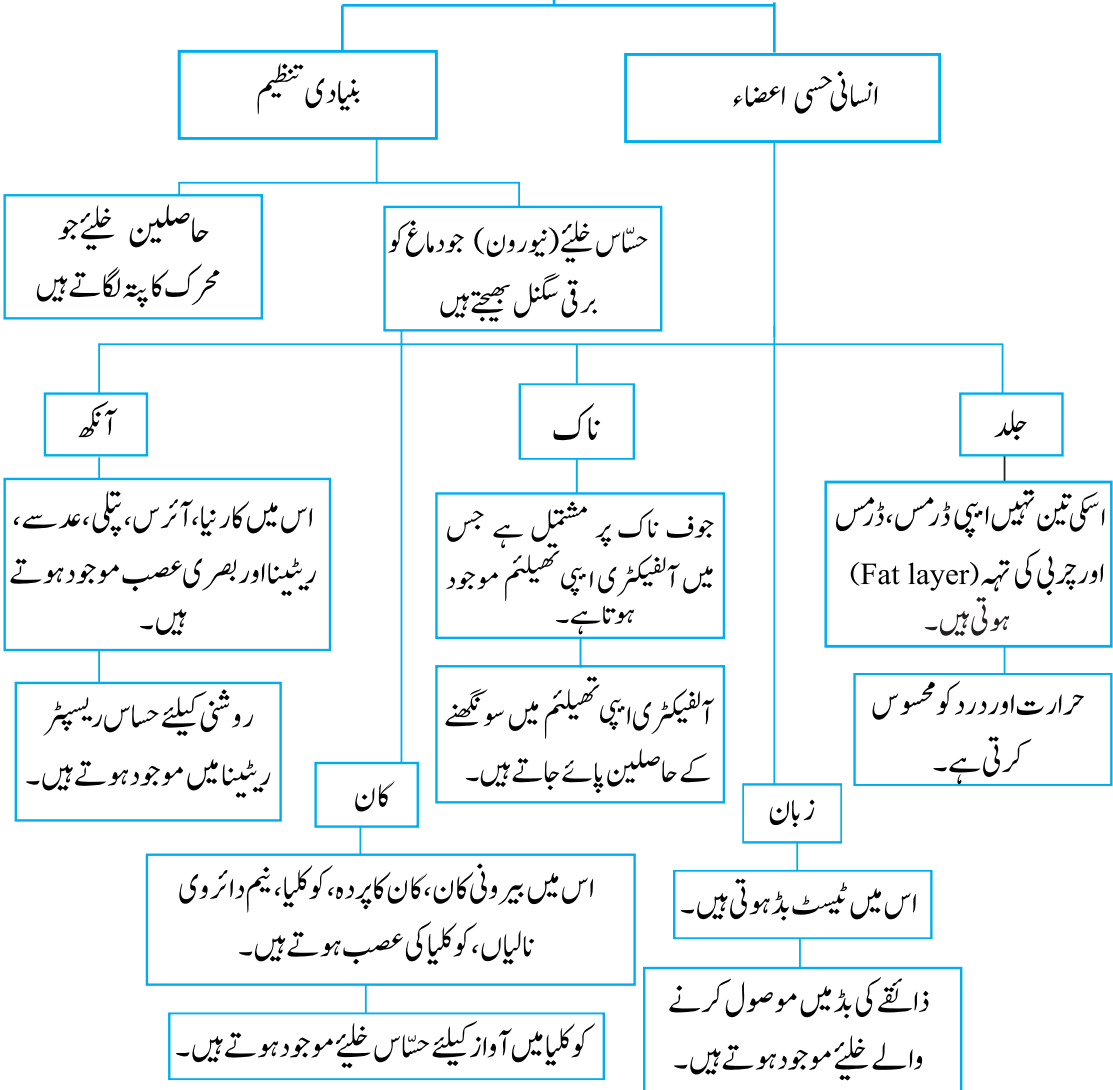 انسانی حسی اعضاء
بنیادی تنظیم
حاصلین خلیئے جو
محرک کا پتہ لگاتے ہیں
حسّاس خلیئے (نیورون) جو دماغ کو
برقی سگنل بھیجتے ہیں
جلد
ناک
آنکھ
اسکی تین تہیں ایپی ڈرمس، ڈرمس
اور چربی کی تہہ (Fat layer)
ہوتی ہیں۔
حرارت اور درد کو محسوس
کرتی ہے۔
جوف ناک پر مشتمل ہے جس
میں آلفیکٹری ایپی تھیلئم موجود
ہوتا ہے۔
آلفیکٹری ایپی تھیلئم میں سونگھنے
کے حاصلین پائے جاتے ہیں۔
اس میں کارنیا، آئرس، پتلی، عدسے،
ریٹینا اور بصری عصب موجود ہوتے
ہیں۔
روشنی کیلئے حساس ریسپٹر
ریٹینا میں موجود ہوتے ہیں۔
زبان
اس میں ٹیسٹ بڈ ہوتی ہیں۔
ذائقے کی بڈ میں موصول کرنے
والے خلیئے موجود ہوتے ہیں۔
کان
اس میں بیرونی کان، کان کا پردہ، کوکلیا، نیم دائروی
نالیاں، کوکلیا کی عصب ہوتے ہیں۔
کوکلیا میں آواز کیلئے حسّاس خلیئے موجود ہوتے ہیں۔